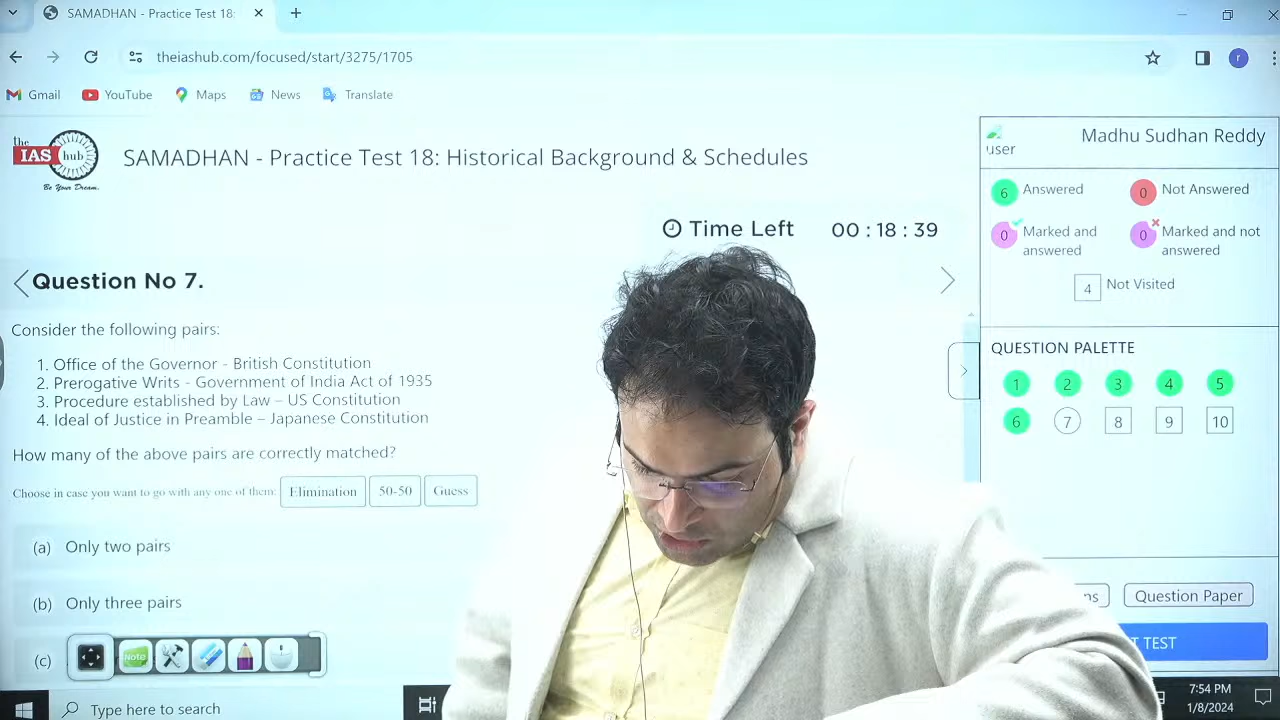 SAMADHAN - Practice Test 18:
theiashub.com/focused/start/3275/1705
r
Gmail YouTube Maps News Translate
the
IAS hub
Be Your Dream.
SAMADHAN - Practice Test 18: Historical Background & Schedules
user
Madhu Sudhan Reddy
6 Answered
0 Not Answered
0 Marked and answered
0 Marked and not answered
4 Not Visited
Time Left 00 : 18 : 39
Question No 7.
Consider the following pairs:
1. Office of the Governor - British Constitution
2. Prerogative Writs - Government of India Act of 1935
3. Procedure established by Law – US Constitution
4. Ideal of Justice in Preamble – Japanese Constitution
How many of the above pairs are correctly matched?
Choose in case you want to go with any one of them: Elimination 50-50 Guess
(a) Only two pairs
(b) Only three pairs
(c)
Note
QUESTION PALETTE
1 2 3 4 5
6 7 8 9 10
ns
Question Paper
T TEST
Type here to search
7:54 PM
1/8/2024